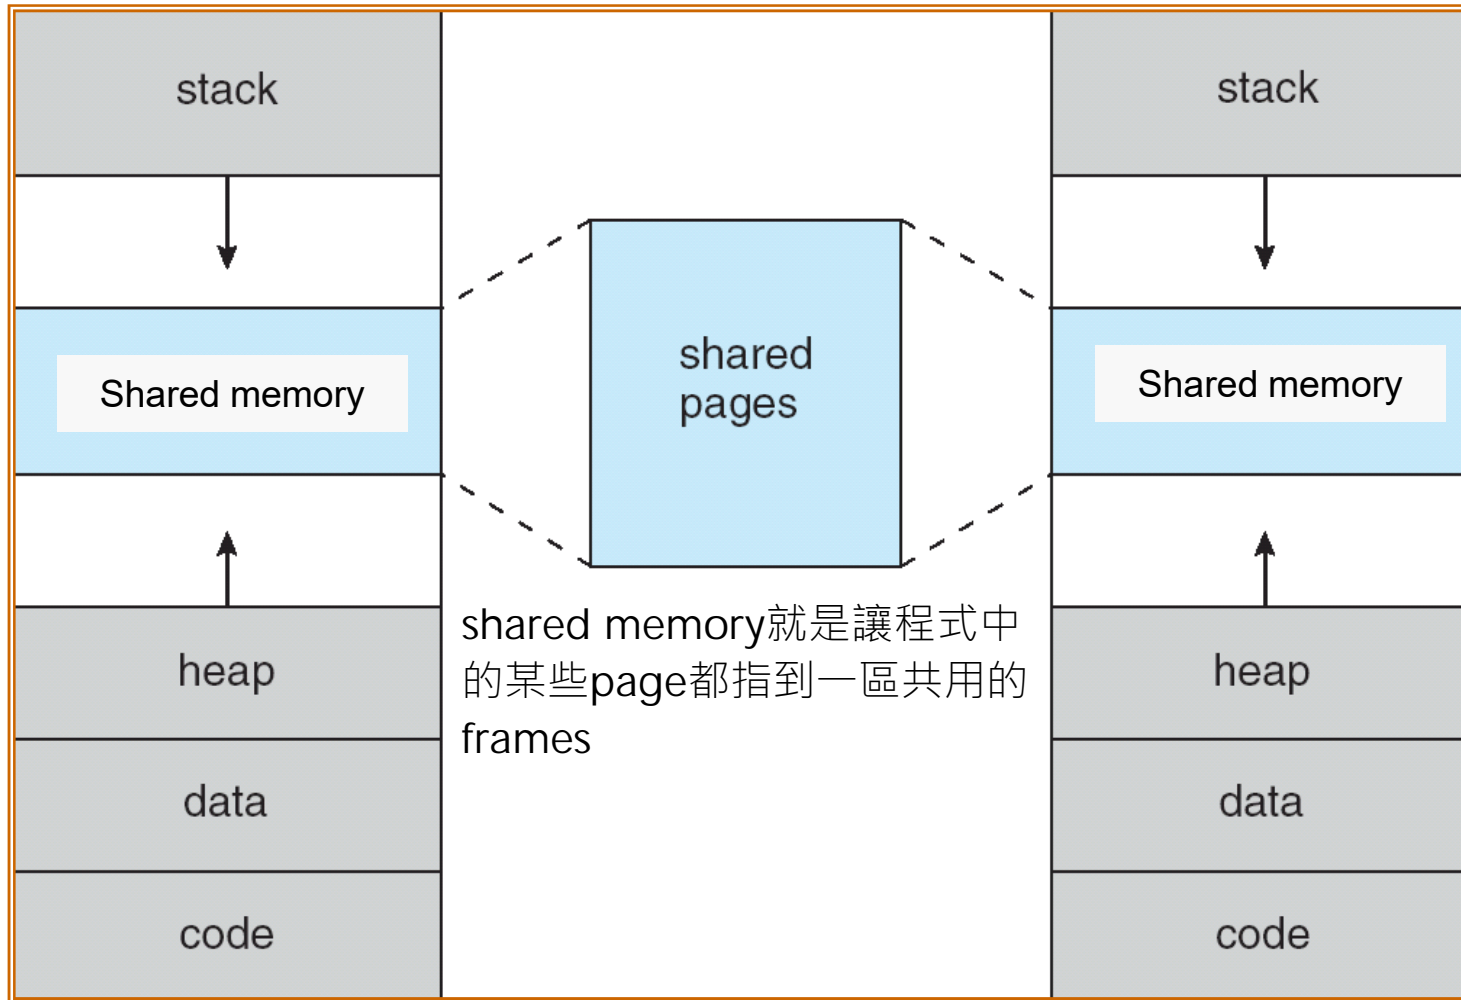 stack
Shared memory
heap
data
code
shared
pages
shared memory就是讓程式中
的某些page都指到一區共用的
frames
stack
Shared memory
heap
data
code